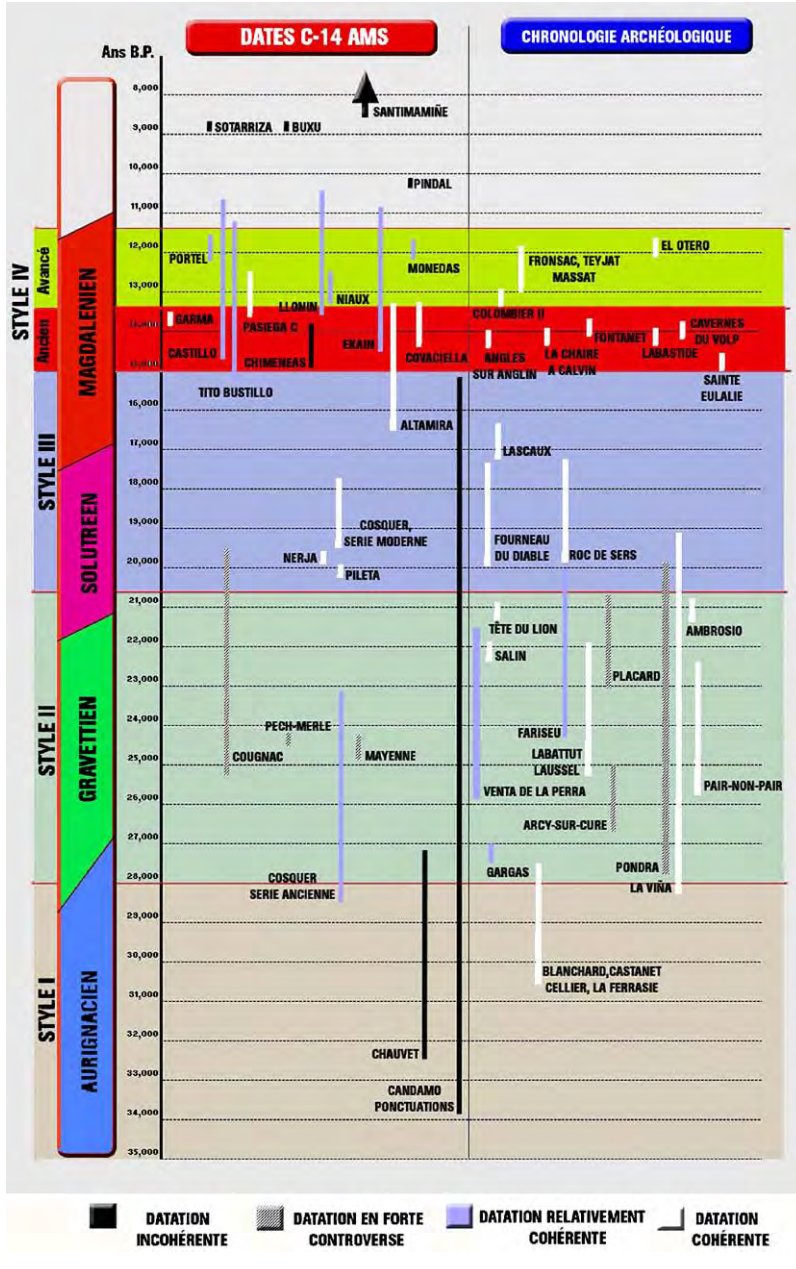 DATES C-14 AMS
CHRONOLOGIE ARCHÉOLOGIQUE
Ans B.P.
8,000
9,000
10,000
11,000
12,000
13,000
15,000
16,000
17,000
18,000
19,000
20,000
21,000
22,000
23,000
24,000
25,000
26,000
27,000
28,000
29,000
30,000
31,000
32,000
33,000
34,000
35,000
STYLE IV
Avancé
Ancien
STYLE III
STYLE II
STYLE I
MAGDALENIEN
SOLUTREEN
GRAVETTIEN
AURIGNACIEN
SANTIMAMIÑE
SOTARRIZA
BUXU
PINDAL
PORTEL
MONEDAS
FRONSAC, TEYJAT
MASSAT
EL OTERO
LLONIN
NIAUX
COLOMBIER II
GARMA
PASIEGA C
CASTILLO
CHIMENEAS
EKAIN
COVACIELLA
ANGLES
SUR ANGLIN
LA CHAIRE
A CALVIN
FONTANET
LABASTIDE
CAVERNES
DU VOLP
SAINTE
EULALIE
TITO BUSTILLO
ALTAMIRA
LASCAUX
COSQUER,
SERIE MODERNE
FOURNEAU
DU DIABLE
ROC DE SERS
NERJA
PILETA
TÊTE DU LION
AMBROSIO
SALIN
PLACARD
PECH-MERLE
COUGNAC
MAYENNE
FARISEU
LABATTUT
LAUSSEL
VENTA DE LA PERRA
PAIR-NON-PAIR
ARCY-SUR-CURE
GARGAS
PONDRA
LA VIÑA
COSQUER
SERIE ANCIENNE
BLANCHARD,CASTANET
CELLIER, LA FERRASIE
CHAUVET
CANDAMO
PONCTUATIONS
DATATION
INCOHÉRENTE
DATATION EN FORTE
CONTROVERSE
DATATION RELATIVEMENT
COHÉRENTE
DATATION
COHÉRENTE